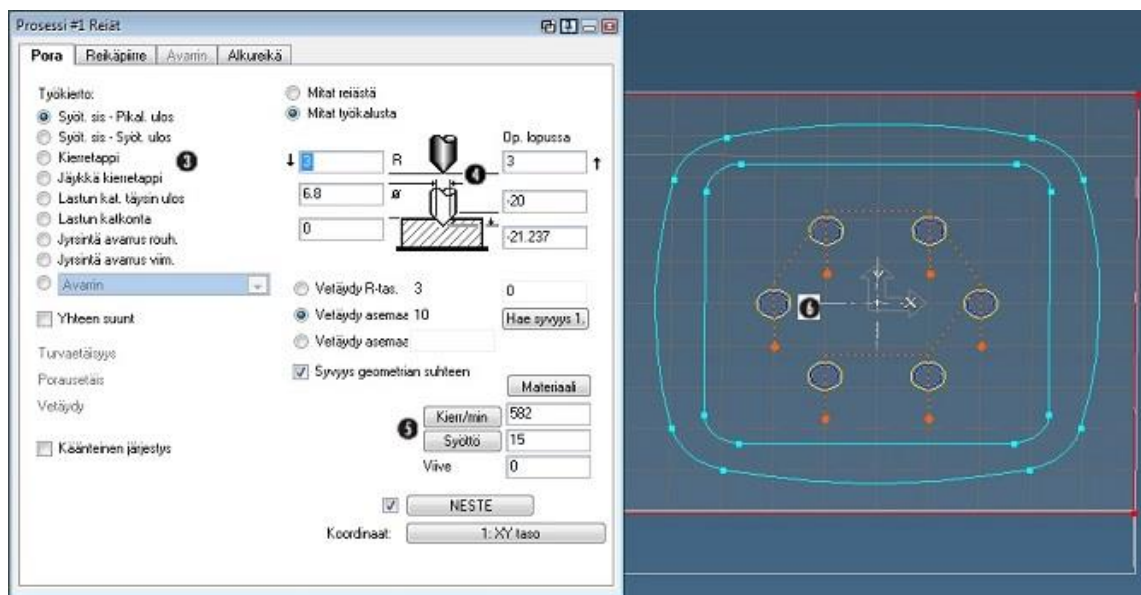 Prosessi #1 Reiät
Pora
Reikäpiirre
Avarrin
Alkureikä
Työkierto:
Syöt. sis - Pikal. ulos
Syöt. sis - Syöt. ulos
Kierretappi
Jäykkä kierretappi
Lastun kat. täysin ulos
Lastun katkonta
Jyrsintä avarrus rouh.
Jyrsintä avarrus viim.
Avarrin
Yhteen suunt
Turvaetäisyys
Porausetäis
Vetäydy
Käänteinen järjestys
3
Mitat reiästä
Mitat työkalusta
Op. lopussa
3
R
4
3
6.8
ø
-20
0
-21.237
Vetäydy R-tas.
3
0
Vetäydy asemaa
10
Hae syvyys 1.
Vetäydy asemaa
Syvyys geometrian suhteen
Materiaali
5
Kierr/min
582
Syöttö
15
Viive
0
NESTE
Koordinaat:
1: XY taso
Y
X
6